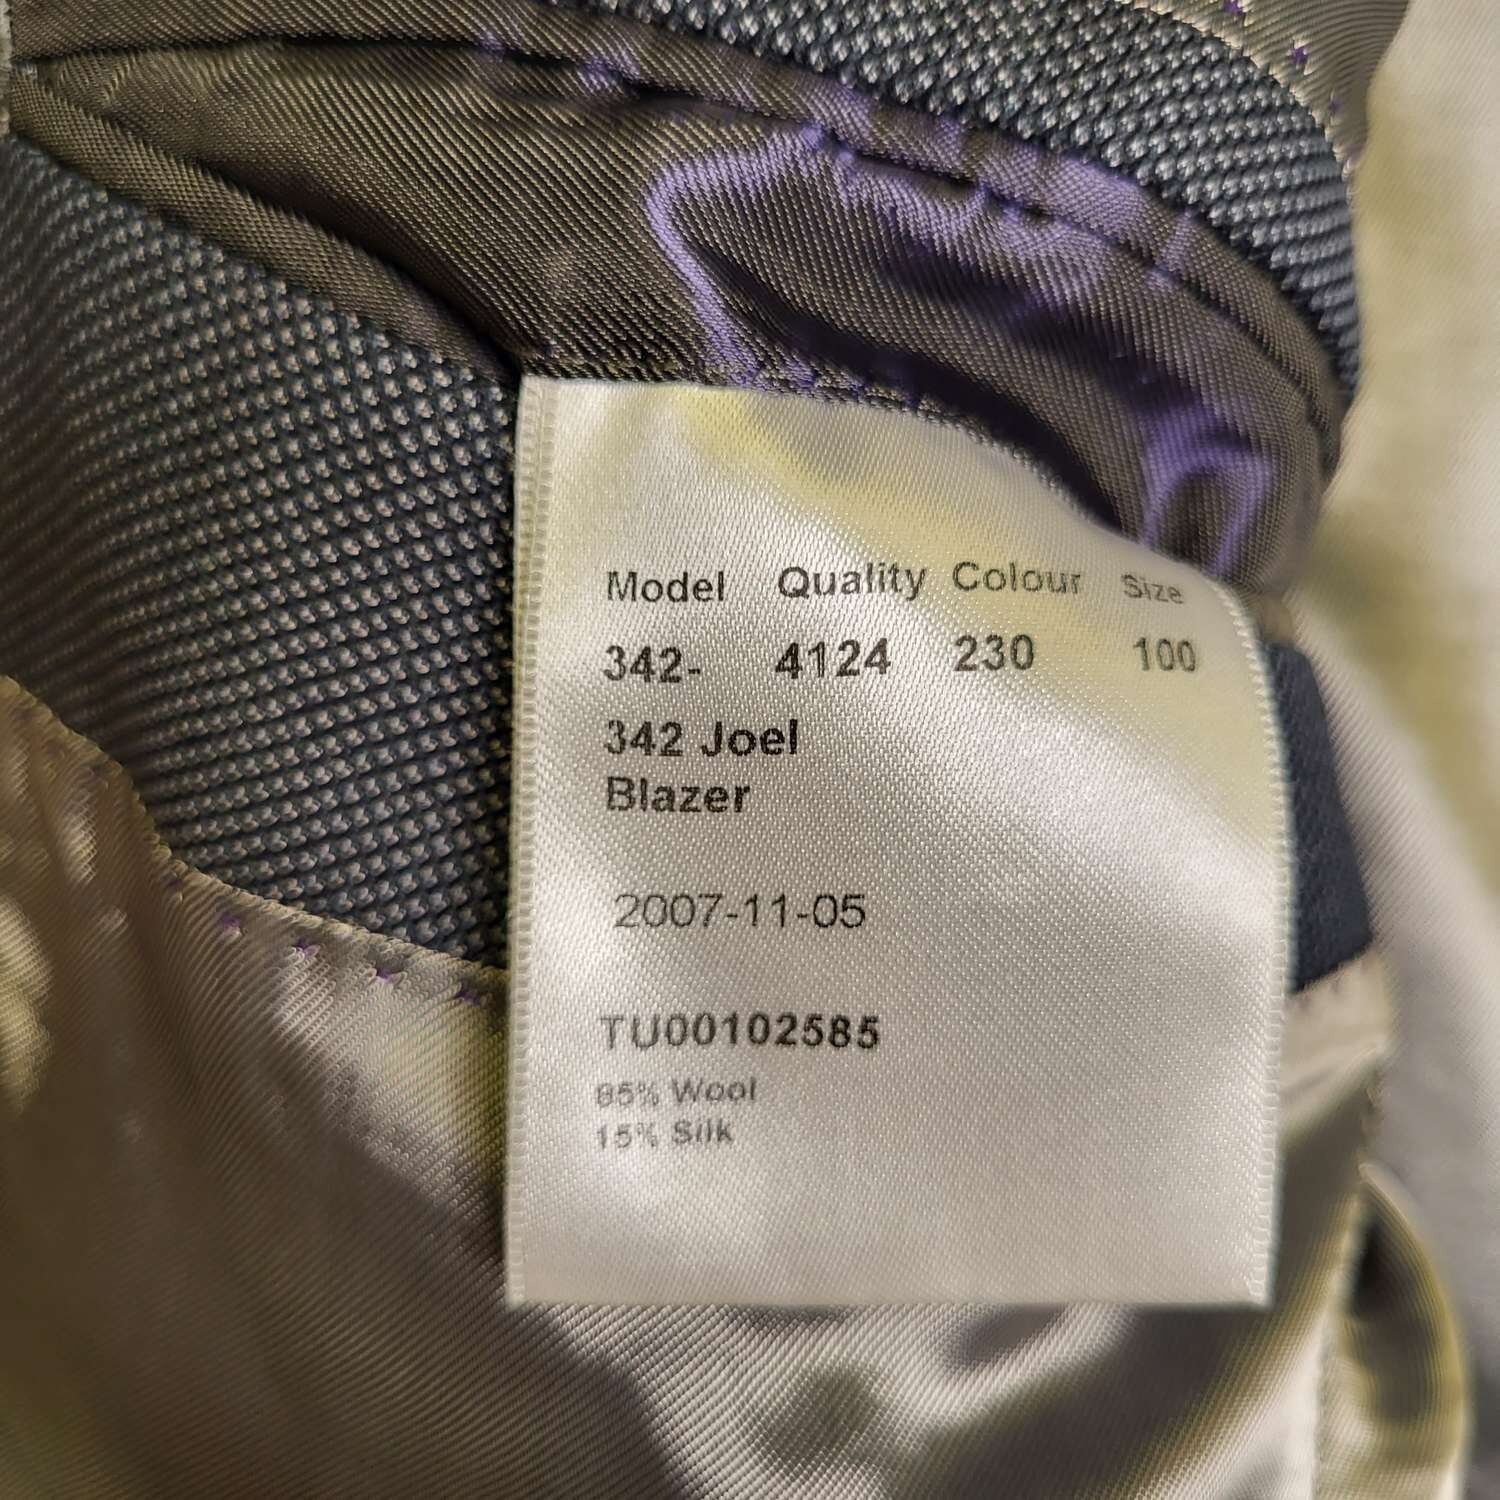 Model Quality Colour Size
342- 4124 230 100
342 Joel
Blazer
2007-11-05
TU00102585
85% Wool
15% Silk